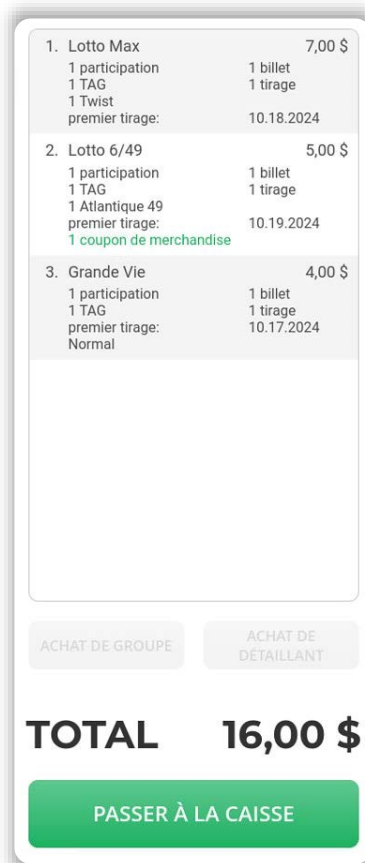 1. Lotto Max 7,00 $
1 participation 1 billet
1 TAG 1 tirage
1 Twist
premier tirage: 10.18.2024
2. Lotto 6/49 5,00 $
1 participation 1 billet
1 TAG 1 tirage
1 Atlantique 49
premier tirage: 10.19.2024
1 coupon de merchandise
3. Grande Vie 4,00 $
1 participation 1 billet
1 TAG 1 tirage
premier tirage: 10.17.2024
Normal
ACHAT DE GROUPE
ACHAT DE
DÉTAILLANT
TOTAL 16,00 $
PASSER À LA CAISSE